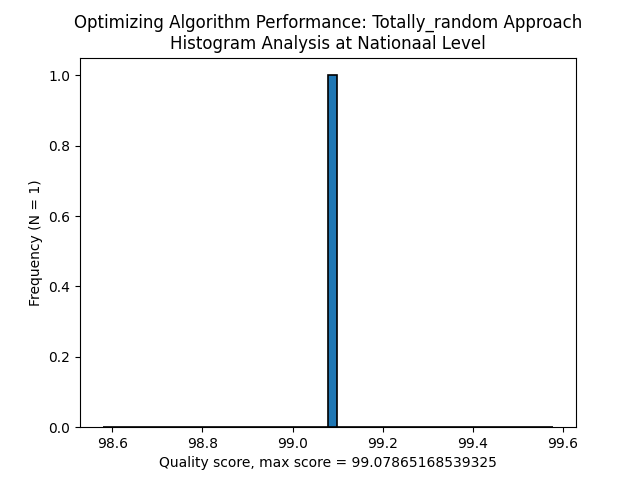 Optimizing Algorithm Performance: Totally_random Approach
Histogram Analysis at Nationaal Level
Frequency (N = 1)
1.0
0.8
0.6
0.4
0.2
0.0
98.6 98.8 99.0 99.2 99.4 99.6
Quality score, max score = 99.07865168539325